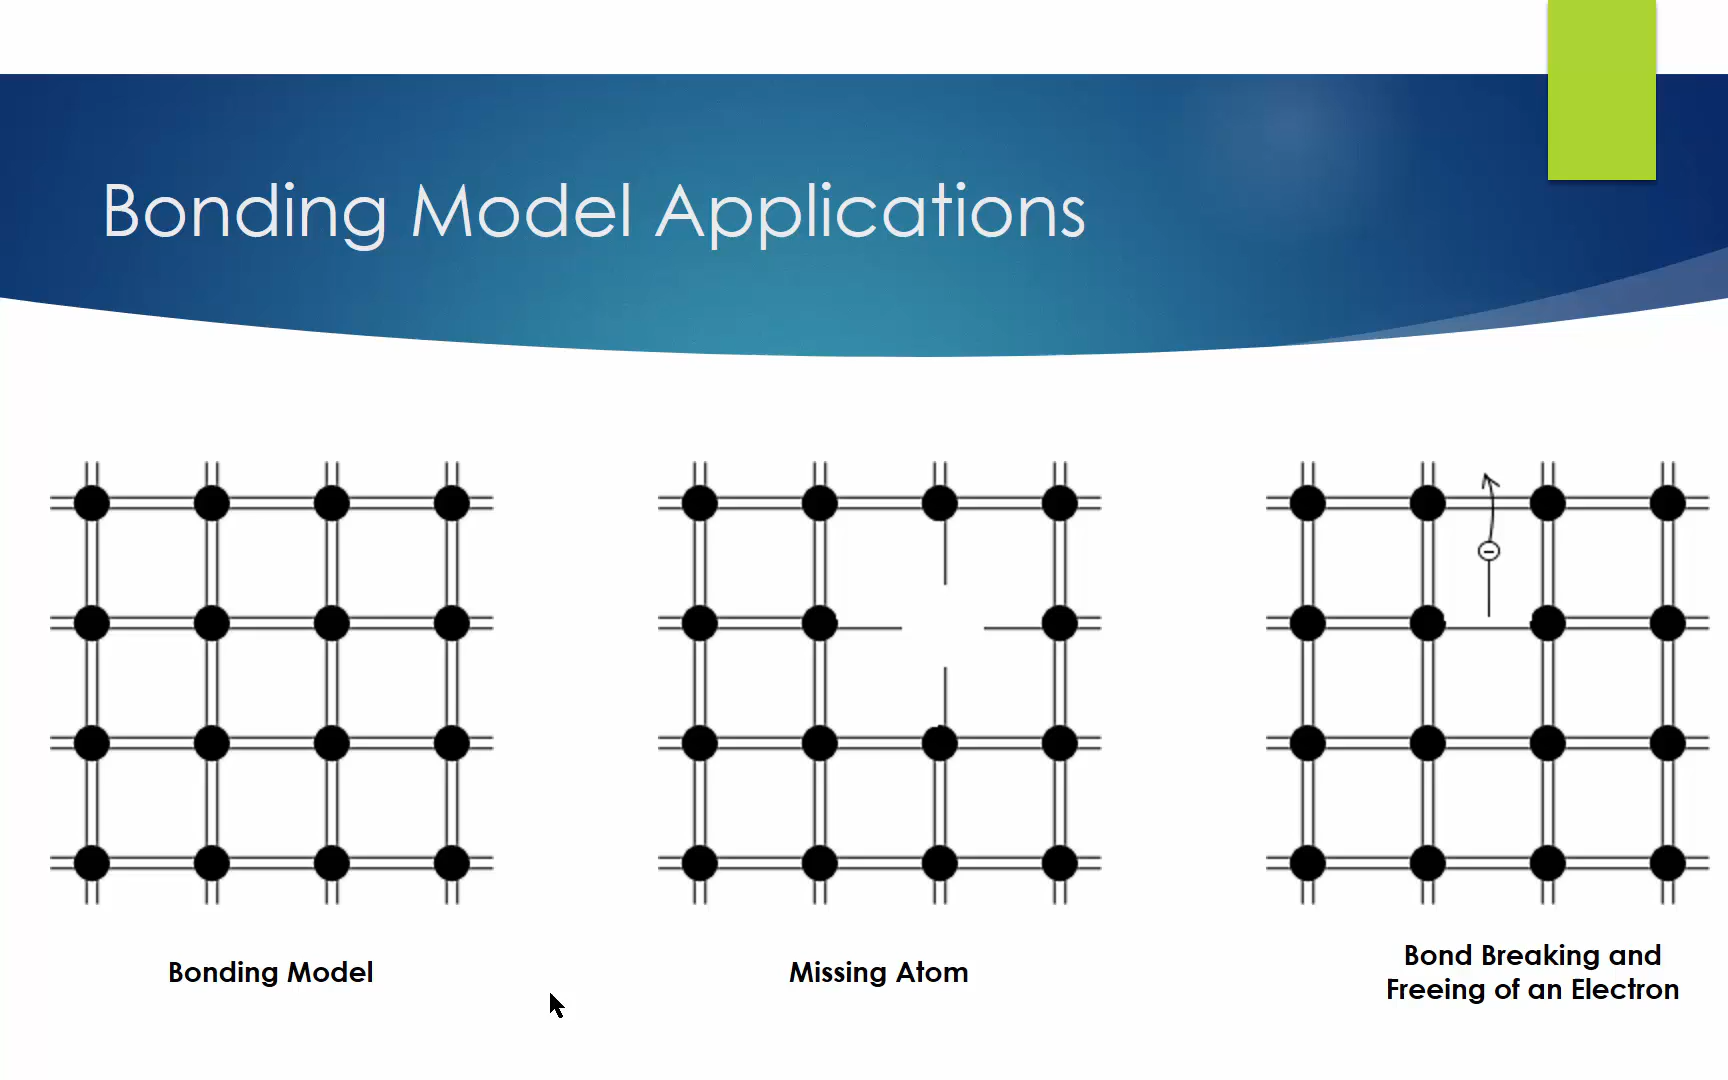 Bonding Model Applications
Bonding Model
Missing Atom
Bond Breaking and
Freeing of an Electron